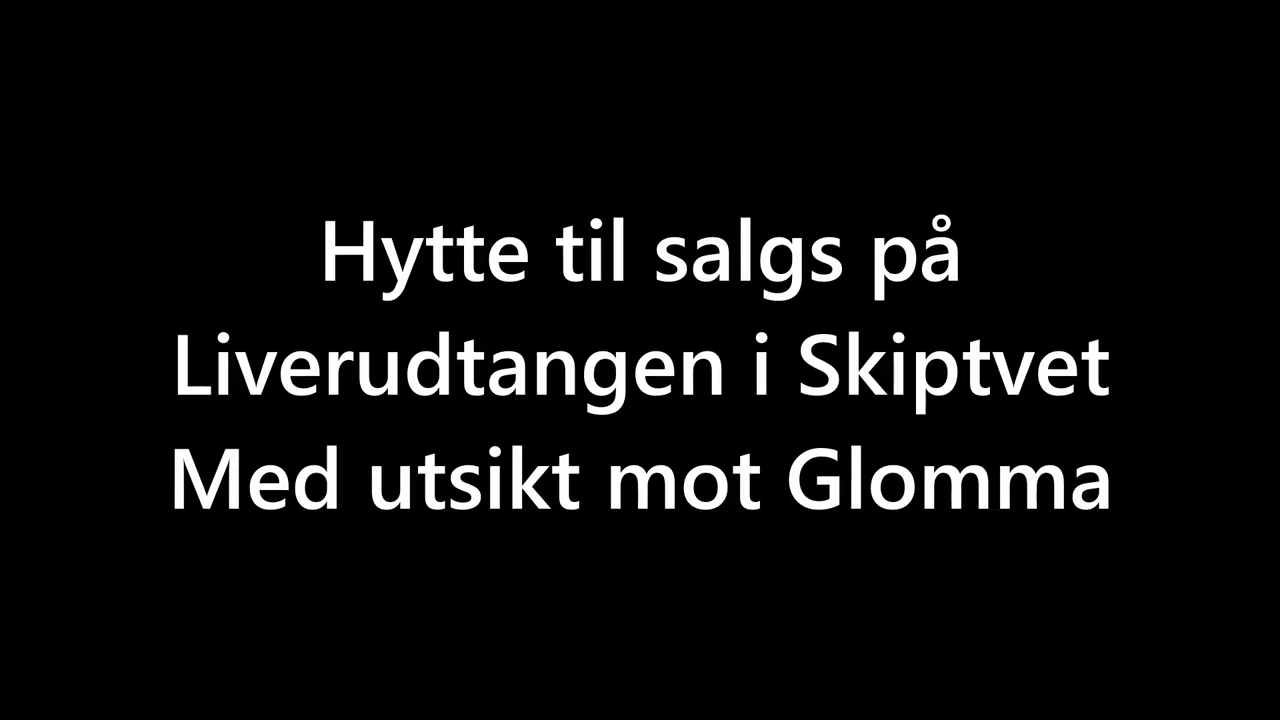 Hytte til salgs på
Liverudtangen i Skiptvet
Med utsikt mot Glomma